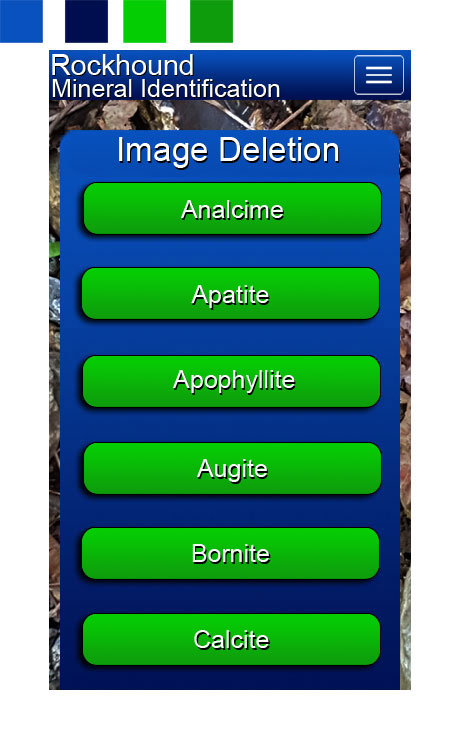 Rockhound
Mineral Identification
Image Deletion
Analcime
Apatite
Apophyllite
Augite
Bornite
Calcite